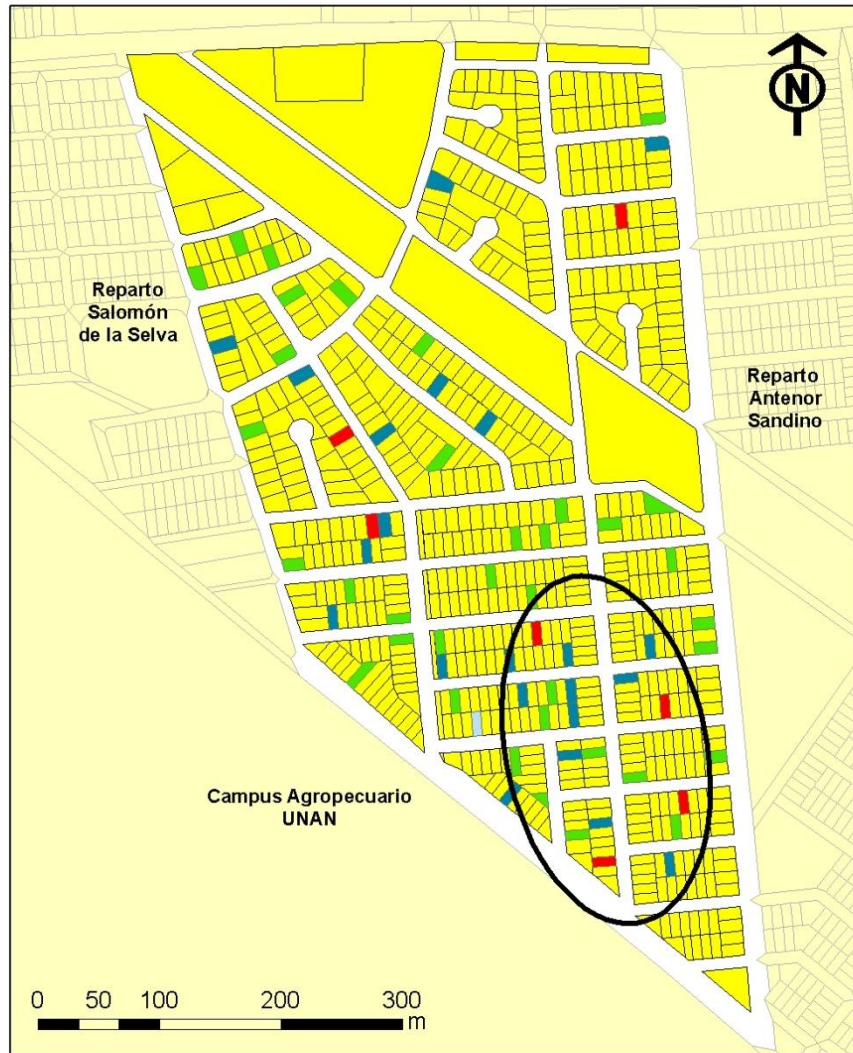 N
Reparto
Salomón
de la Selva
Reparto
Antenor
Sandino
Campus Agropecuario
UNAN
0 50 100 200 300
m